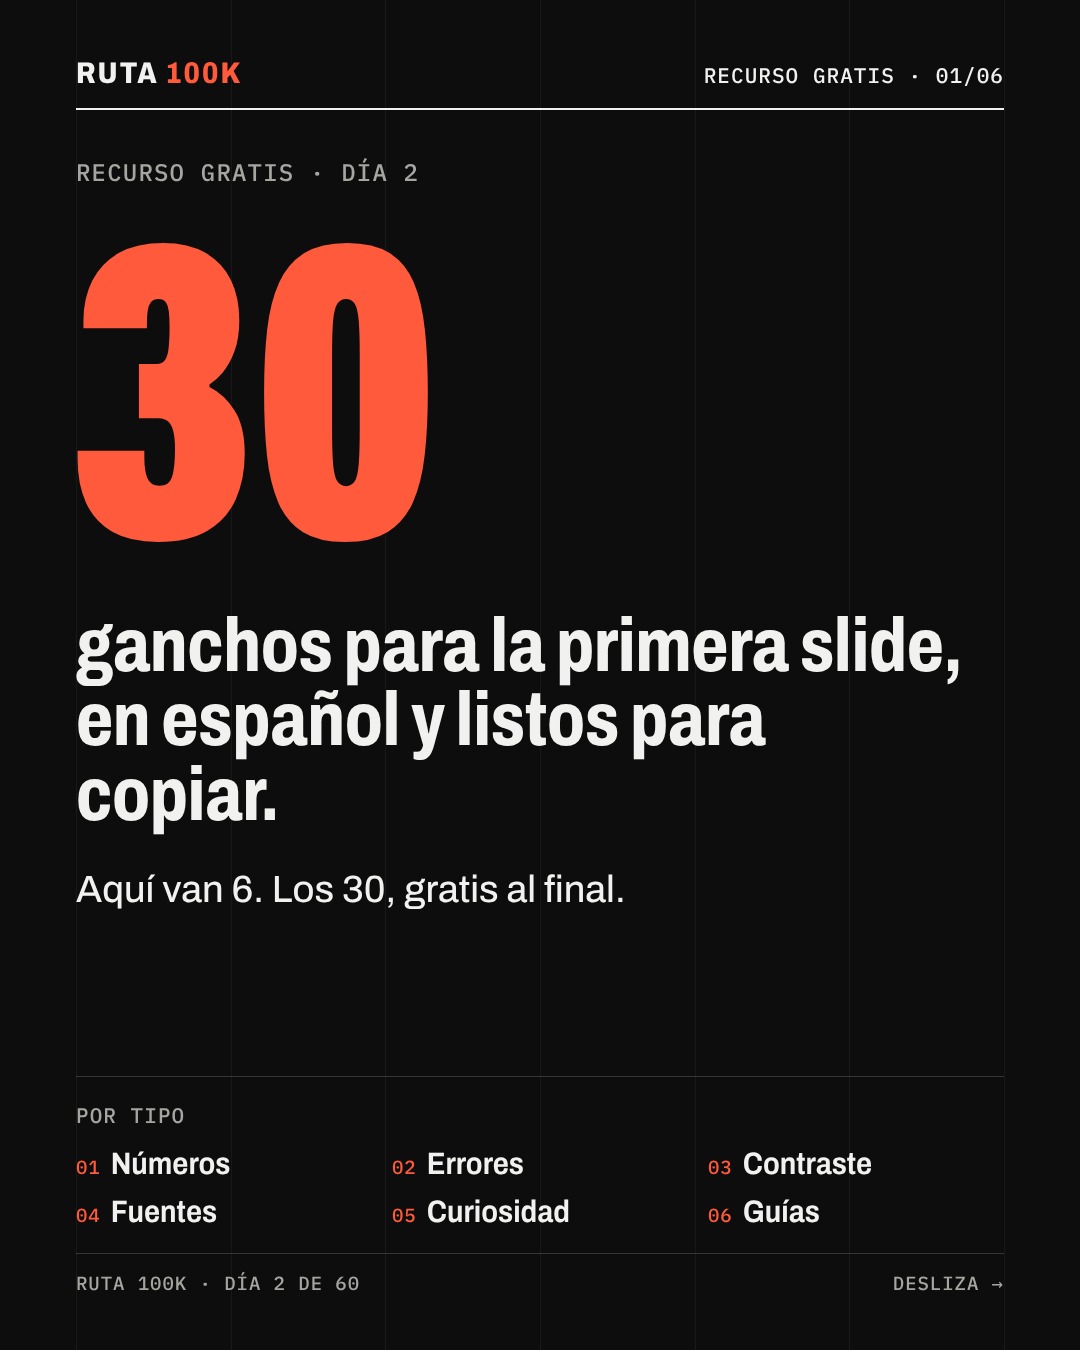 RUTA 100K
RECURSO GRATIS · 01/06
RECURSO GRATIS · DÍA 2
30
ganchos para la primera slide,
en español y listos para
copiar.
Aquí van 6. Los 30, gratis al final.
POR TIPO
01 Números
02 Errores
03 Contraste
04 Fuentes
05 Curiosidad
06 Guías
RUTA 100K · DÍA 2 DE 60
DESLIZA →